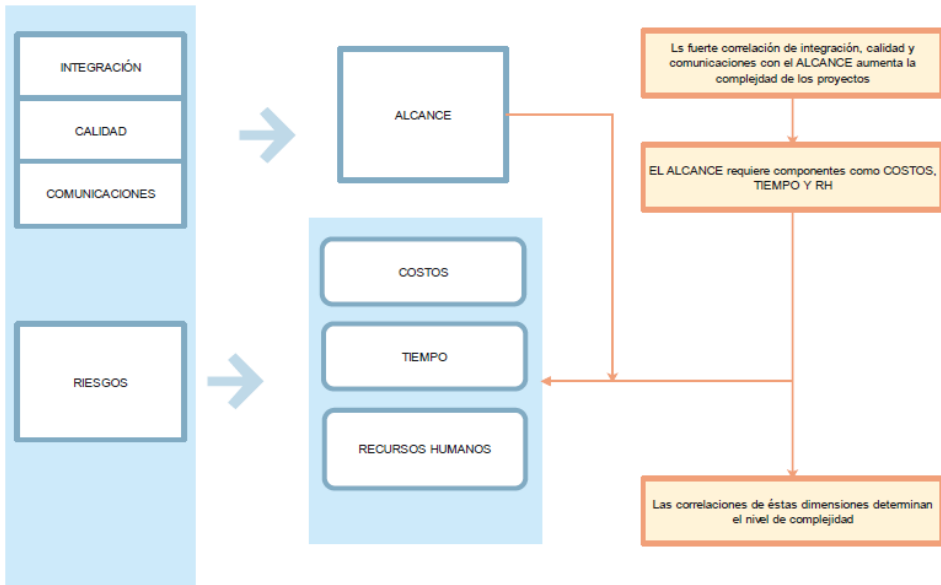 INTEGRACIÓN
CALIDAD
COMUNICACIONES
RIESGOS
ALCANCE
COSTOS
TIEMPO
RECURSOS HUMANOS
Ls fuerte correlación de integración, calidad y
comunicaciones con el ALCANCE aumenta la
complejdad de los proyectos
EL ALCANCE requiere componentes como COSTOS,
TIEMPO Y RH
Las correlaciones de éstas dimensiones determinan
el nivel de complejidad